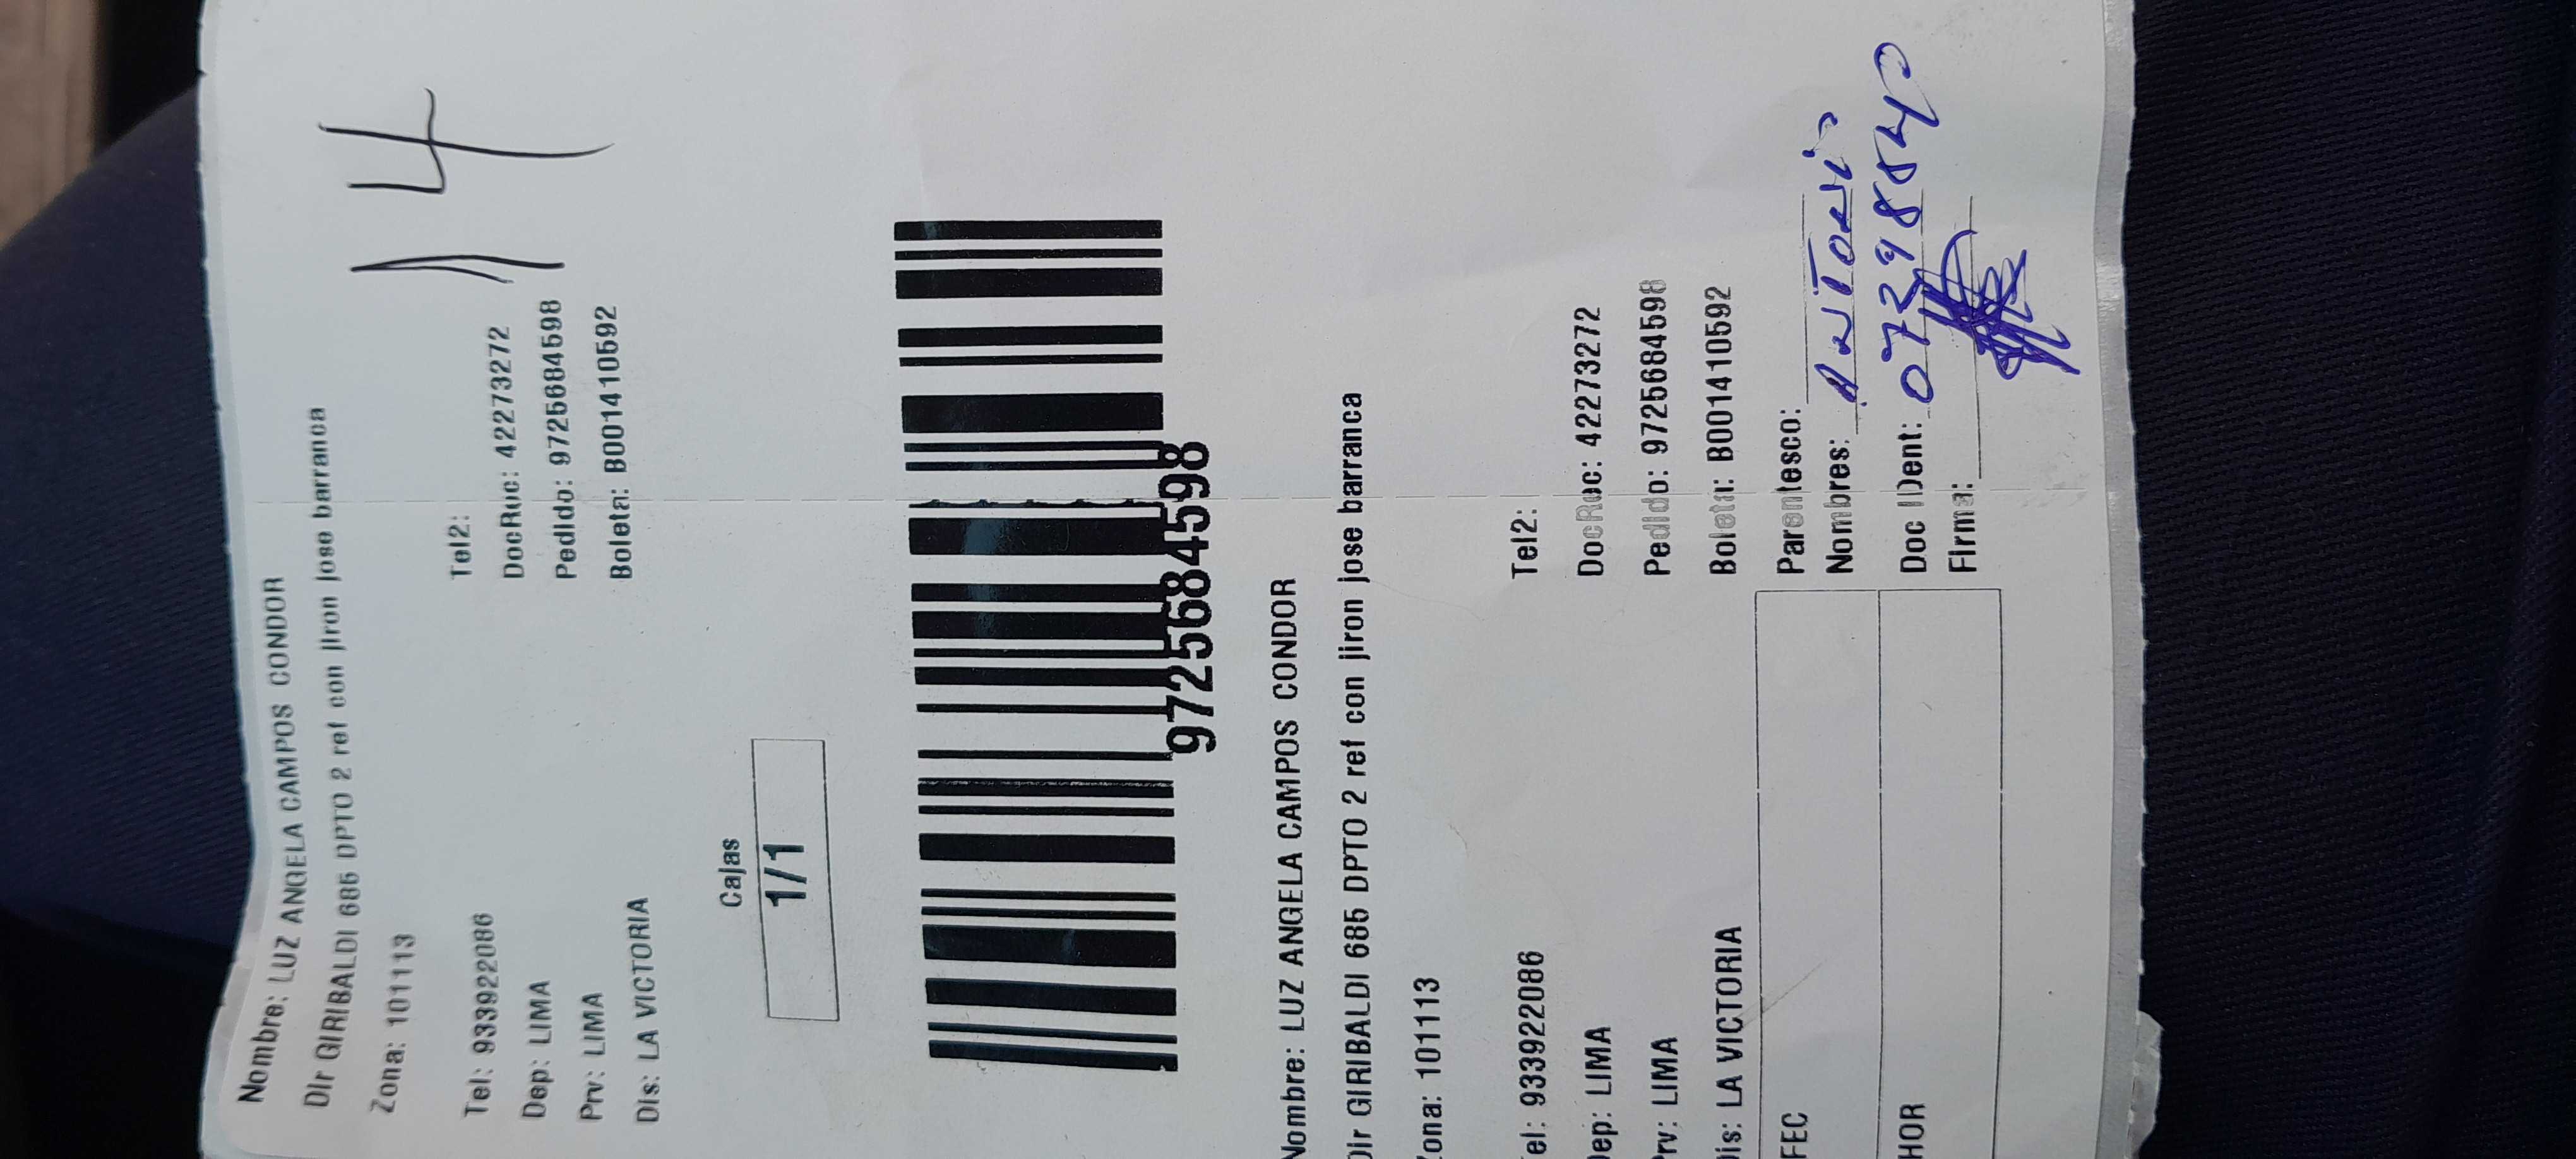 Nombre: LUZ ANGELA CAMPOS CONDOR
Dir GIRIBALDI 685 DPTO 2 ref con jiron jose barranca
Zona: 101113
14
Tel: 933922086 Tel2:
Dep: LIMA DocRuc: 42273272
Prv: LIMA Pedido: 9725684598
Dis: LA VICTORIA Boleta: B001410592
Cajas
1/1
9725684598
Nombre: LUZ ANGELA CAMPOS CONDOR
Dir GIRIBALDI 685 DPTO 2 ref con jiron jose barranca
Zona: 101113
Tel: 933922086 Tel2:
Dep: LIMA DocRuc: 42273272
Prv: LIMA Pedido: 9725684598
Dis: LA VICTORIA Boleta: B001410592
FEC Parentesco:
Nombres: Antonio
HOR Doc IDent:
Firma: